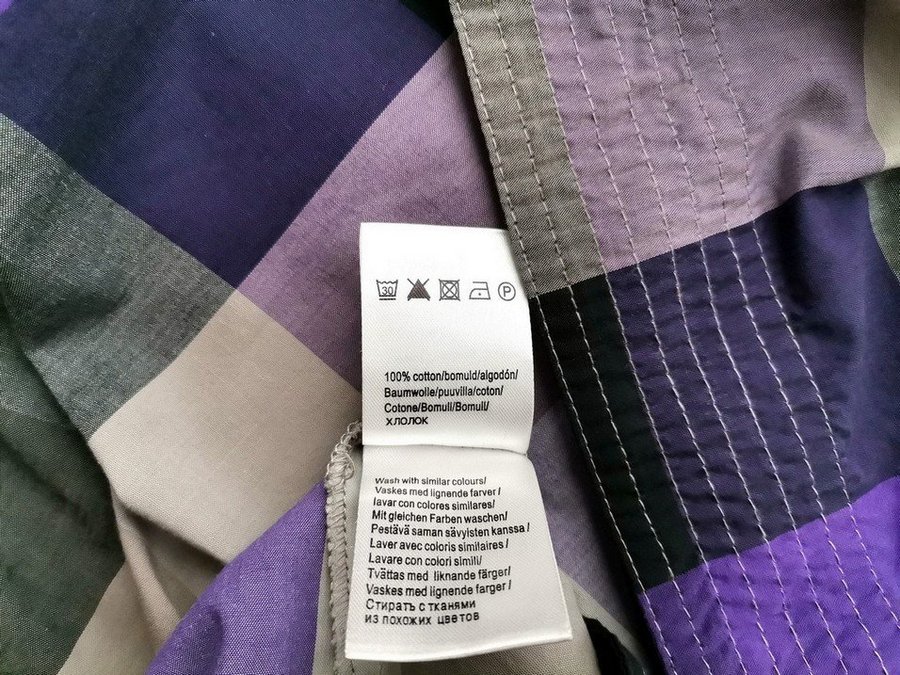 30
P
100% cotton/bomuld/algodón/
Baumwolle/puuvilla/coton/
Cotone/Bomull/Bomull/
хлолок
Wash with similar colours/
Vaskes med lignende farver/
lavar con colores similares/
Mit gleichen Farben waschen/
Pestävä saman sävyisten kanssa/
Laver avec coloris similaires/
Lavare con colori simili/
Tvättas med liknande färger/
Vaskes med lignende farger/
Стирать с тканями
из похожих цветов